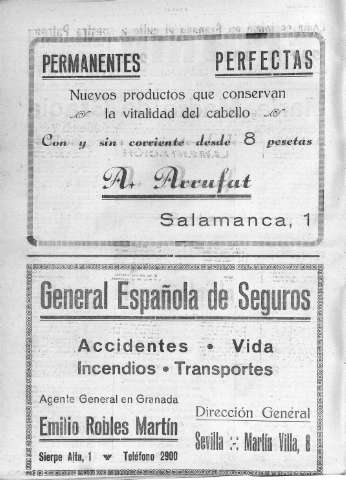 PERMANENTES PERFECTAS
Nuevos productos que conservan
la vitalidad del cabello
Con y sin corriente desde 8 pesetas
A. Arrufat
Salamanca, 1
General Española de Seguros
Accidentes • Vida
Incendios • Transportes
Agente General en Granada
Emilio Robles Martín
Sierpe Alta, 1 Teléfono 2900
Dirección General
Sevilla Martín Villa, 8